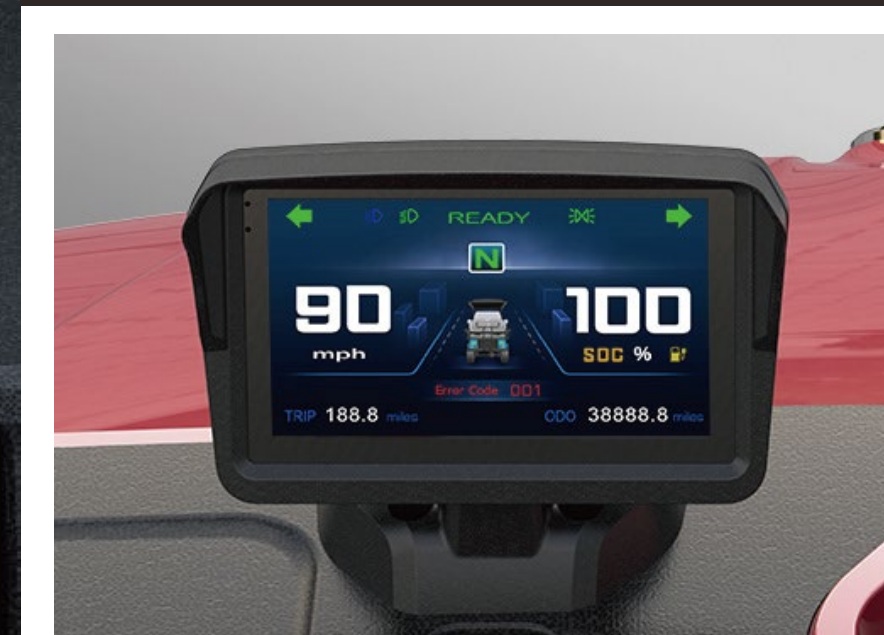 READY
N
90 100
mph SOC %
Error Code 001
TRIP 188.8 miles ODO 38888.8 miles